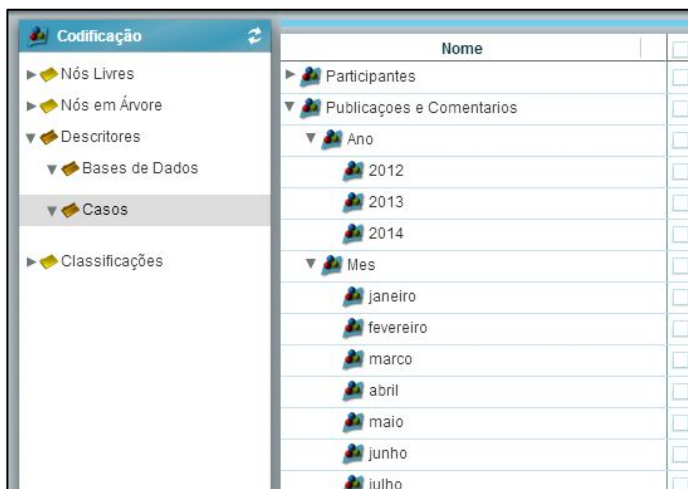 Codificação
Nós Livres
Nós em Árvore
Descritores
Bases de Dados
Casos
Classificações
Nome
Participantes
Publicaçoes e Comentarios
Ano
2012
2013
2014
Mes
janeiro
fevereiro
marco
abril
maio
junho
julho